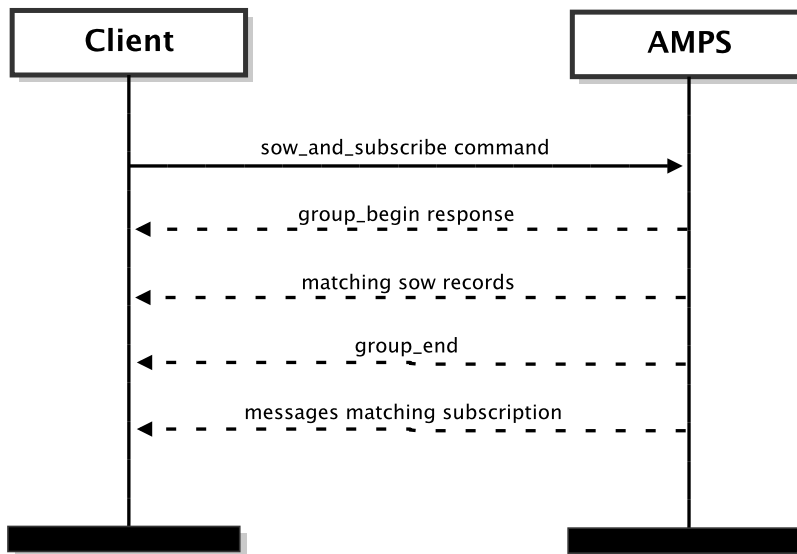 Client
AMPS
sow_and_subscribe command
group_begin response
matching sow records
group_end
messages matching subscription